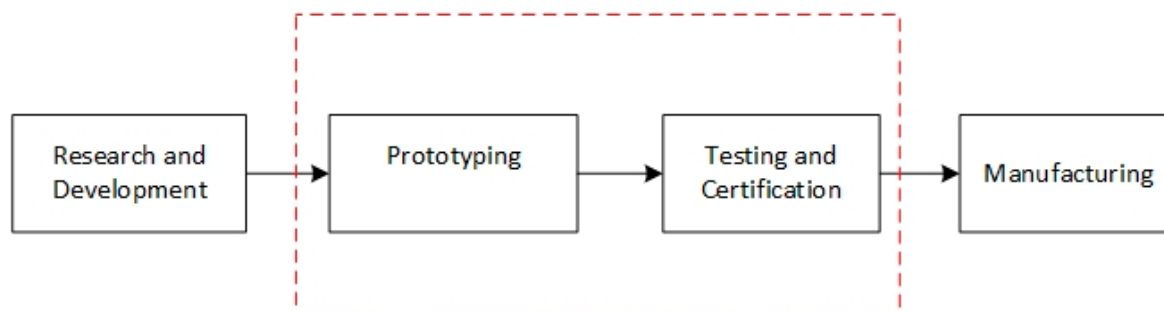 Research and
Development
Prototyping
Testing and
Certification
Manufacturing